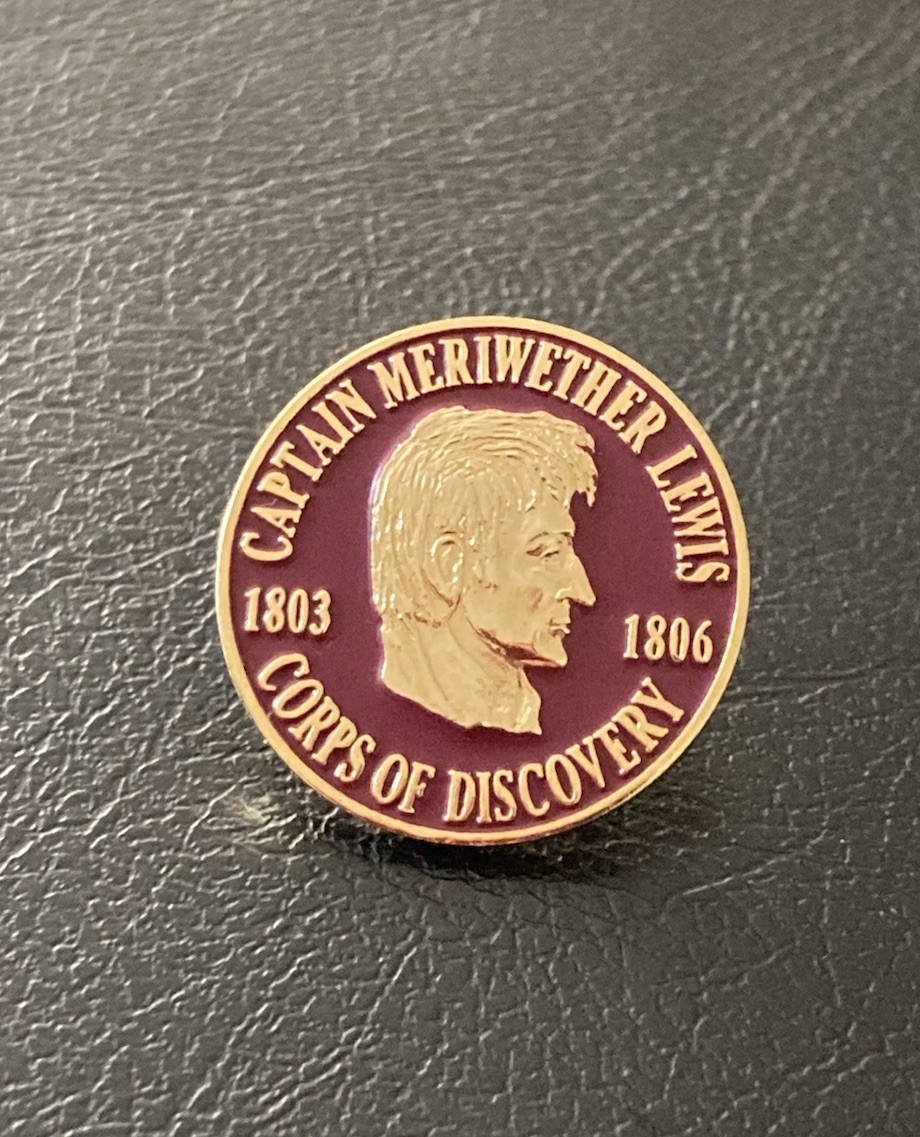 CAPTAIN MERIWETHER LEWIS
1803
1806
CORPS OF DISCOVERY